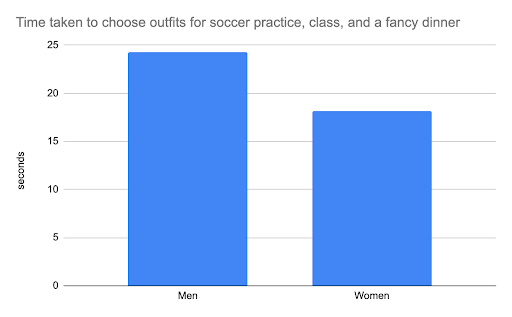 Time taken to choose outfits for soccer practice, class, and a fancy dinner
25
20
15
10
5
0
seconds
Men
Women